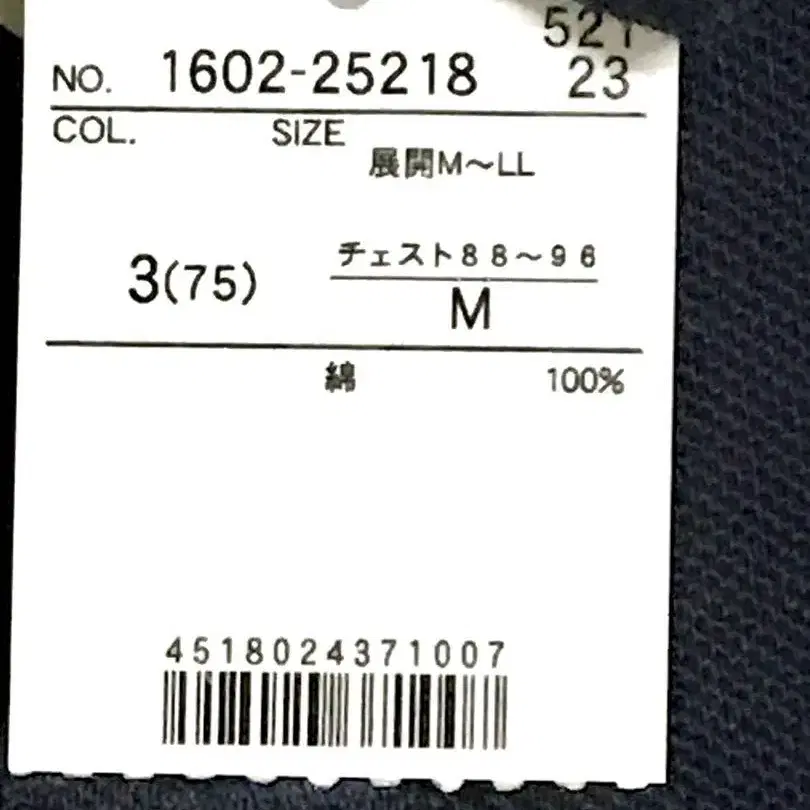 NO. 1602-25218 23
COL. SIZE
展開M～LL
チェスト88～96
3(75) M
綿 100%
4518024371007